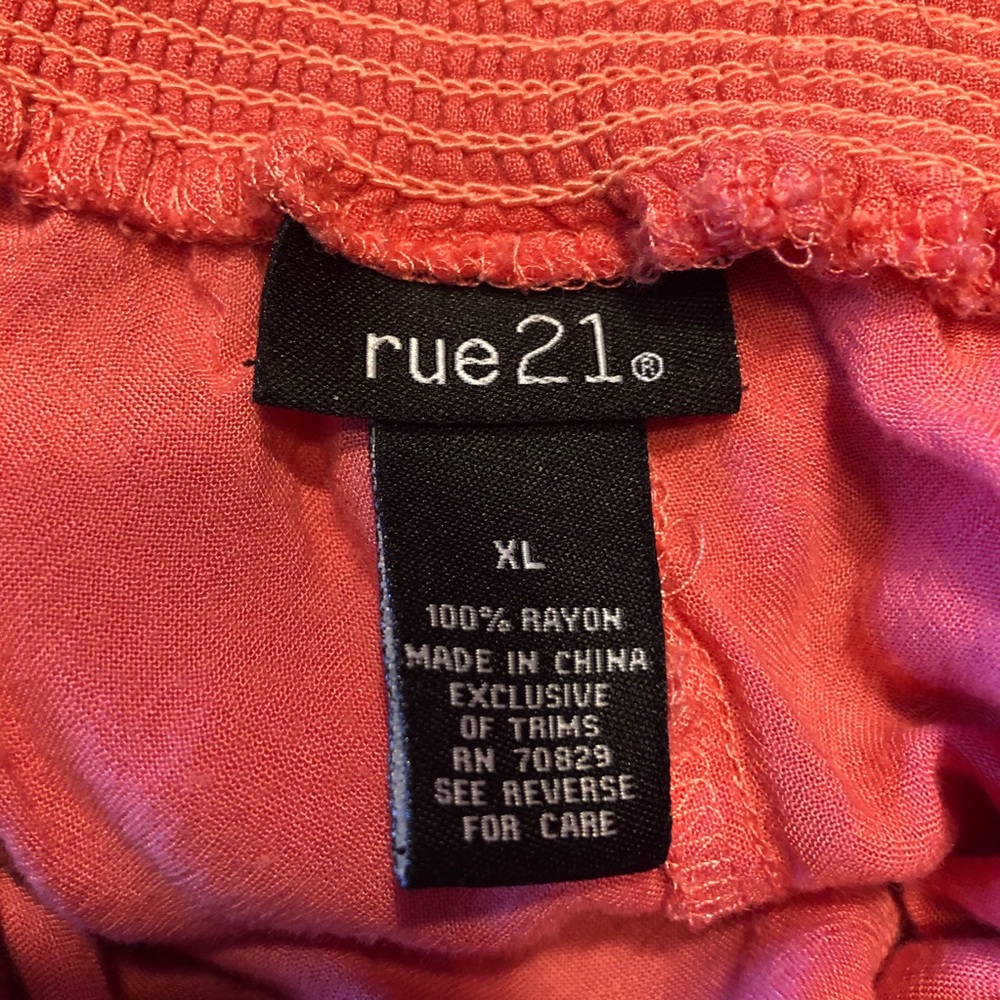 rue21®
XL
100% RAYON
MADE IN CHINA
EXCLUSIVE
OF TRIMS
RN 70829
SEE REVERSE
FOR CARE